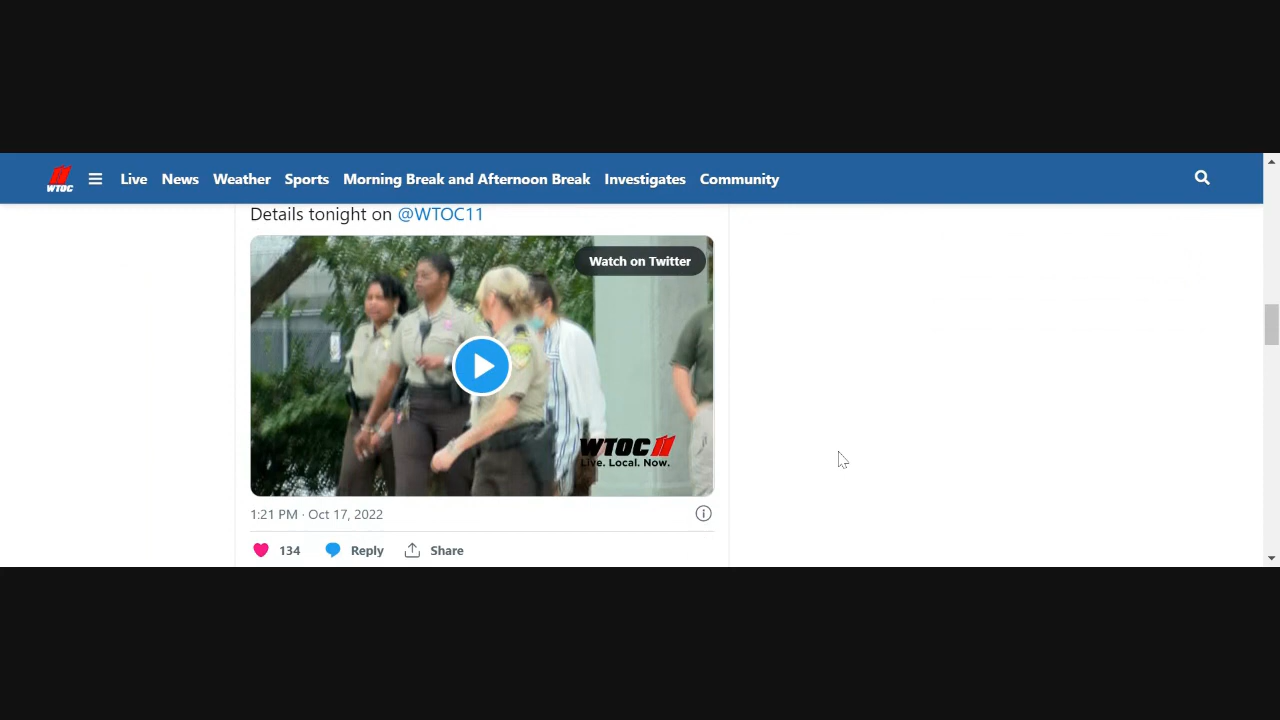 WTOC
Live News Weather Sports Morning Break and Afternoon Break Investigates Community
Details tonight on @WTOC11
Watch on Twitter
WTOC 11
Live. Local. Now.
1:21 PM · Oct 17, 2022
134 Reply Share